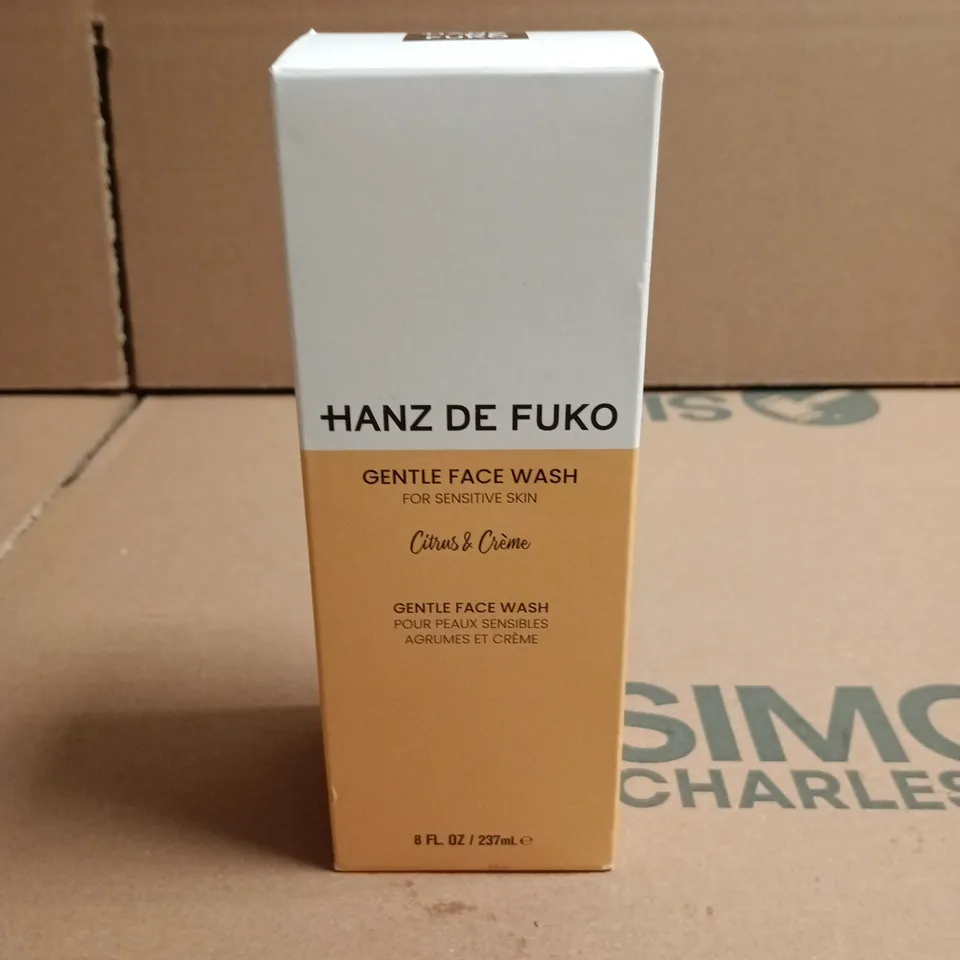 FUKO
HANZ DE FUKO
GENTLE FACE WASH
FOR SENSITIVE SKIN
Citrus & Crème
GENTLE FACE WASH
POUR PEAUX SENSIBLES
AGRUMES ET CRÈME
8 FL. OZ / 237mL ℮
SIMO
CHARLES